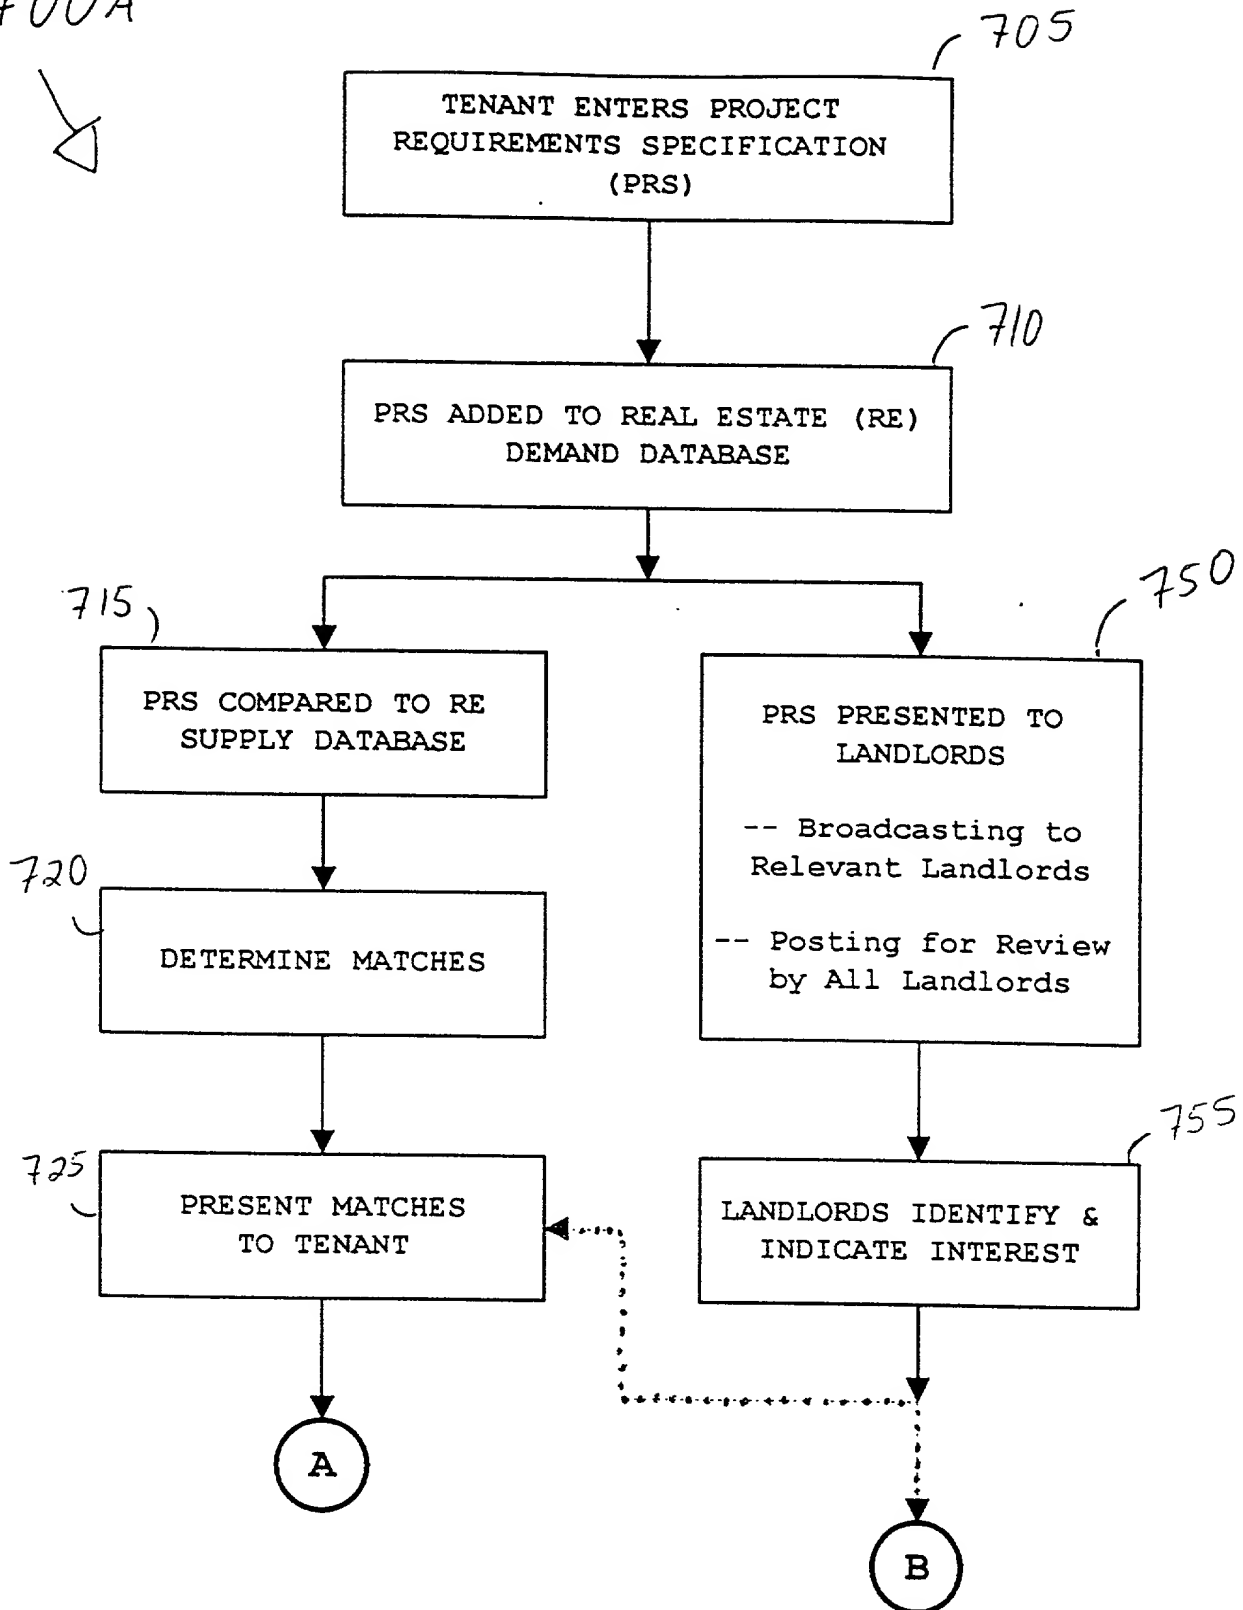 700A
705
TENANT ENTERS PROJECT
REQUIREMENTS SPECIFICATION
(PRS)
710
PRS ADDED TO REAL ESTATE (RE)
DEMAND DATABASE
715
750
PRS COMPARED TO RE
SUPPLY DATABASE
PRS PRESENTED TO
LANDLORDS
-- Broadcasting to
Relevant Landlords
-- Posting for Review
by All Landlords
720
DETERMINE MATCHES
725
755
PRESENT MATCHES
TO TENANT
LANDLORDS IDENTIFY &
INDICATE INTEREST
A
B